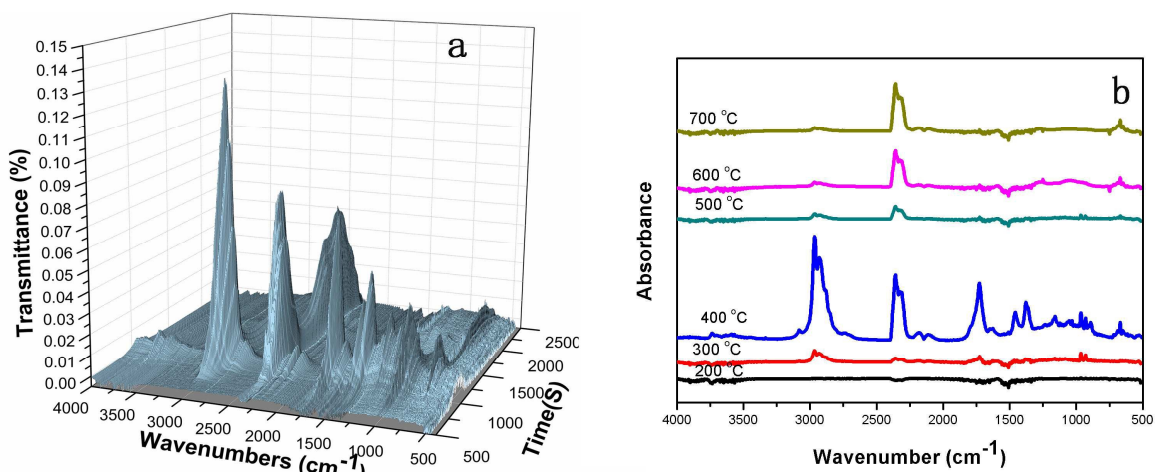 a
0.15
0.14
0.13
0.12
0.11
0.10
0.09
0.08
0.07
0.06
0.05
0.04
0.03
0.02
0.01
0.00
Transmittance (%)
4000 3500 3000 2500 2000 1500 1000 500
Wavenumbers (cm-1)
500 1000 1500 2000 2500
Time(S)
b
700 °C
600 °C
500 °C
400 °C
300 °C
200 °C
Absorbance
4000 3500 3000 2500 2000 1500 1000 500
Wavenumber (cm-1)